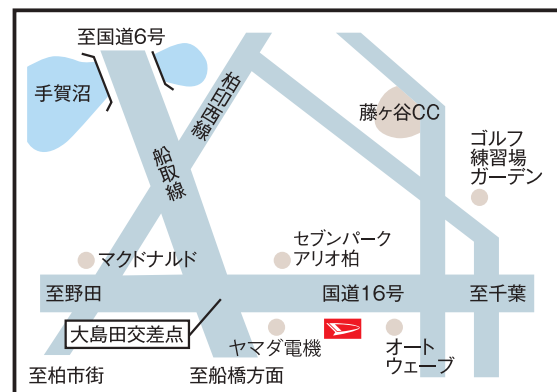 至国道6号
手賀沼
柏印西線
船取線
藤ヶ谷CC
ゴルフ
練習場
ガーデン
マクドナルド
セブンパーク
アリオ柏
至野田
国道16号
至千葉
大島田交差点
ヤマダ電機
オート
ウェーブ
至柏市街
至船橋方面